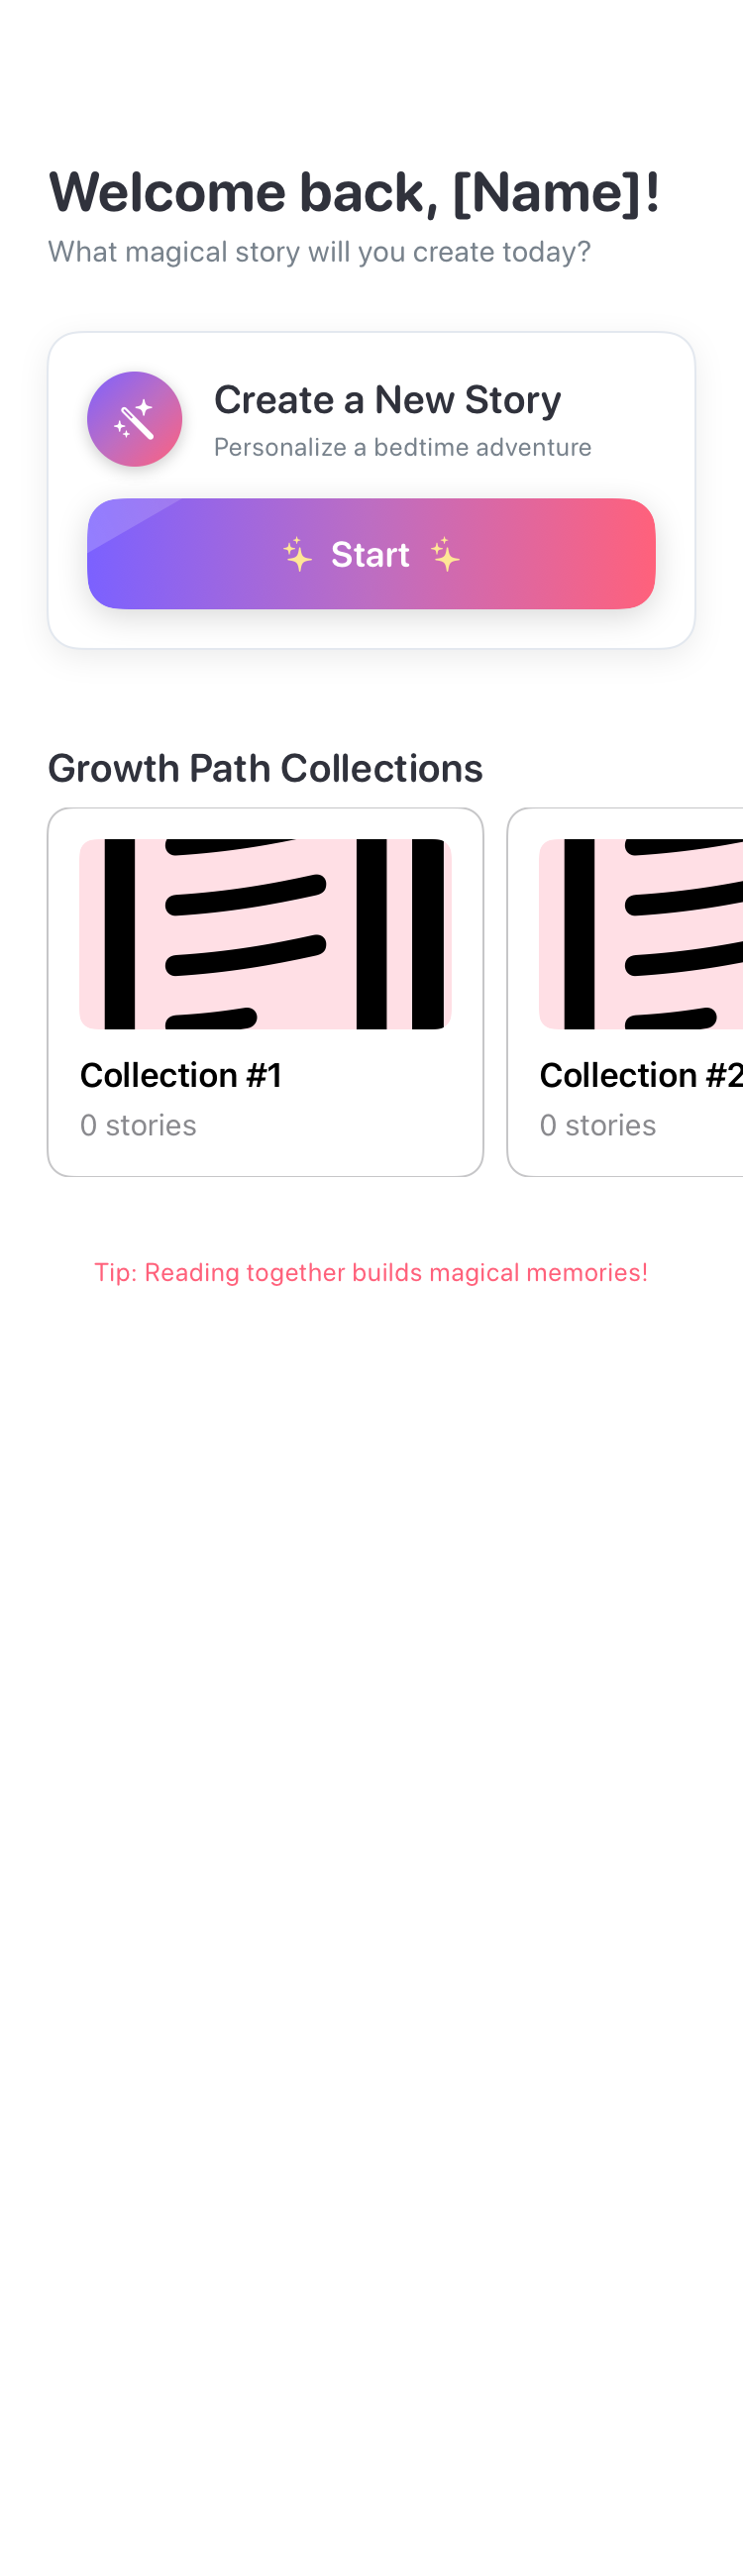 Welcome back, [Name]!
What magical story will you create today?
Create a New Story
Personalize a bedtime adventure
Start
Growth Path Collections
Collection #1
0 stories
Collection #2
0 stories
Tip: Reading together builds magical memories!